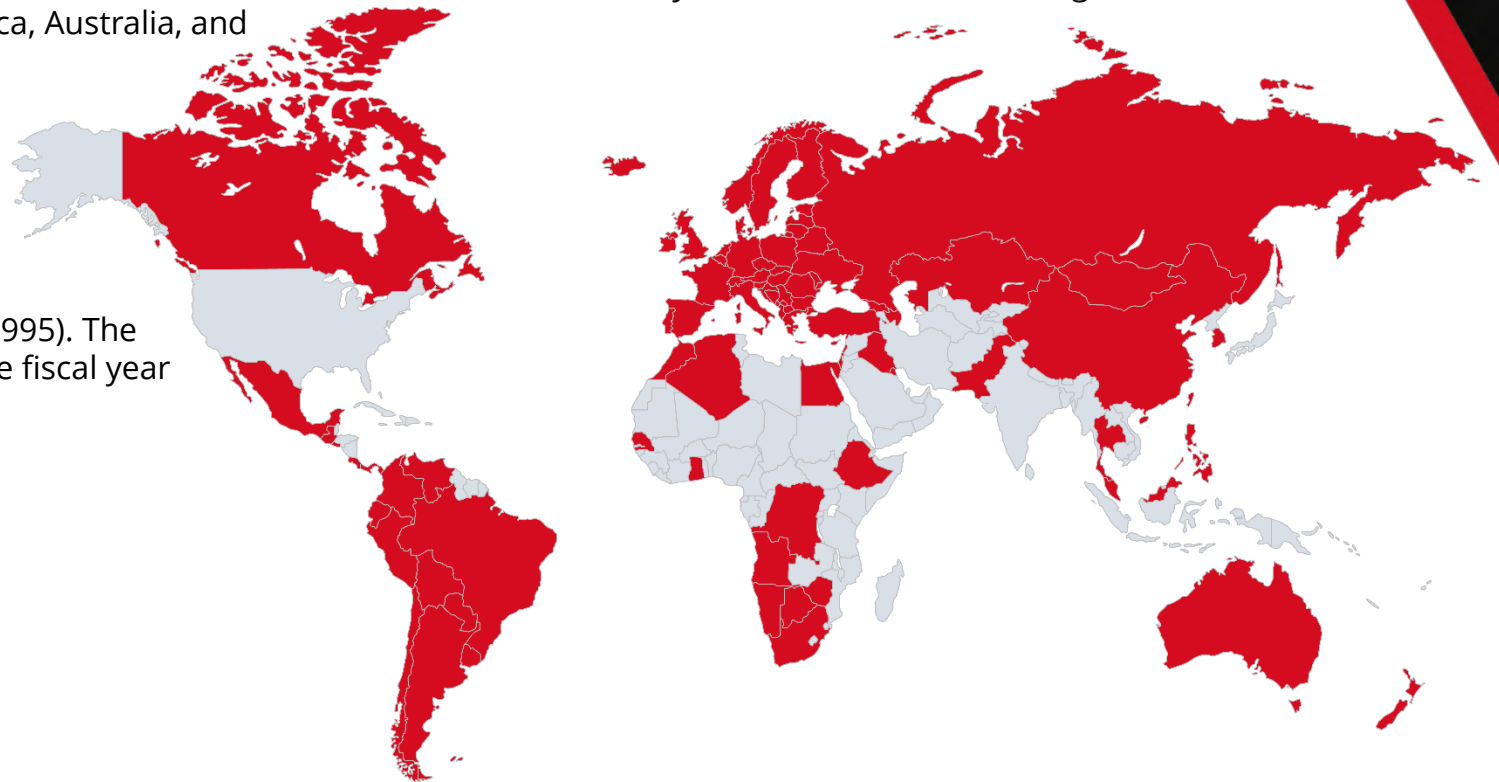 ca, Australia, and
995). The
e fiscal year